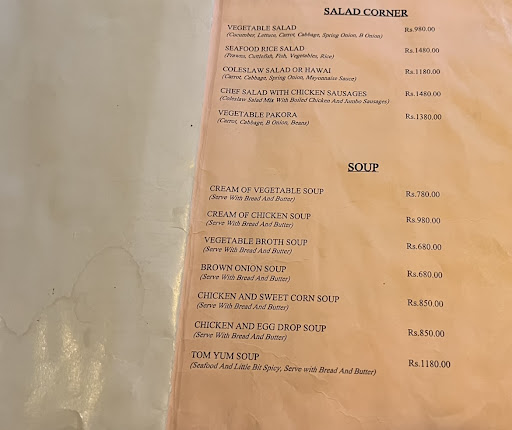 SALAD CORNER
VEGETABLE SALAD Rs.980.00
(Cucumber, Lettuce, Carrot, Cabbage, Spring Onion, B Onion)
SEAFOOD RICE SALAD Rs.1480.00
(Prawns, Cuttlefish, Fish, Vegetables, Rice)
COLESLAW SALAD OR HAWAI Rs.1180.00
(Carrot, Cabbage, Spring Onion, Mayonnaise Sauce)
CHEF SALAD WITH CHICKEN SAUSAGES Rs.1480.00
(Coleslaw Salad Mix With Boiled Chicken And Jumbo Sausages)
VEGETABLE PAKORA Rs.1380.00
(Carrot, Cabbage, B Onion, Beans)
SOUP
CREAM OF VEGETABLE SOUP Rs.780.00
(Serve With Bread And Butter)
CREAM OF CHICKEN SOUP Rs.980.00
(Serve With Bread And Butter)
VEGETABLE BROTH SOUP Rs.680.00
(Serve With Bread And Butter)
BROWN ONION SOUP Rs.680.00
(Serve With Bread And Butter)
CHICKEN AND SWEET CORN SOUP Rs.850.00
(Serve With Bread And Butter)
CHICKEN AND EGG DROP SOUP Rs.850.00
(Serve With Bread And Butter)
TOM YUM SOUP Rs.1180.00
(Seafood And Little Bit Spicy, Serve with Bread And Butter)